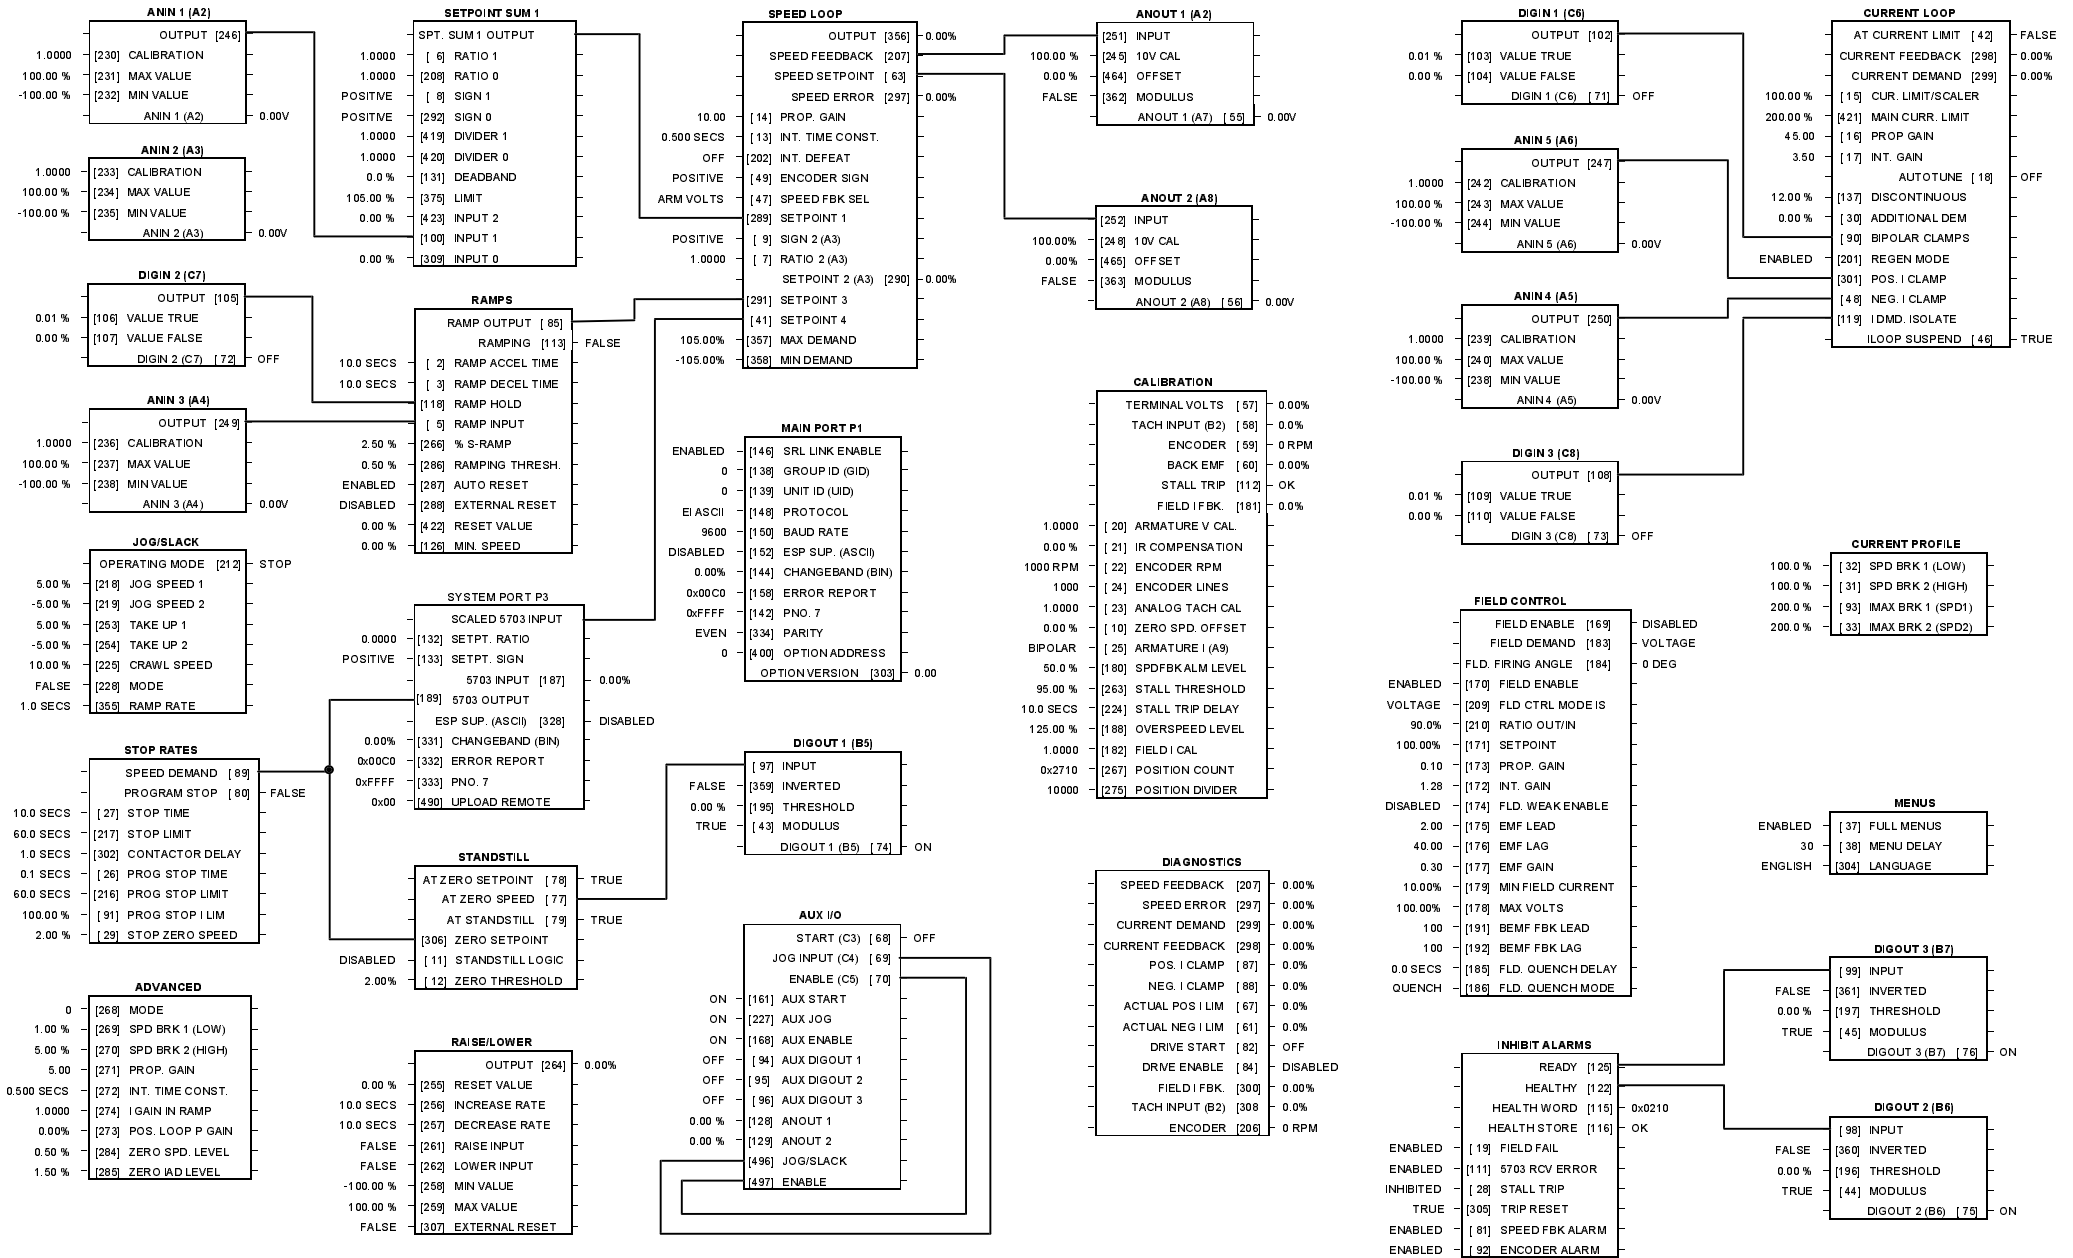 ANIN 1 (A2)
OUTPUT [246]
1.0000 [230] CALIBRATION
100.00 % [231] MAX VALUE
-100.00 % [232] MIN VALUE
ANIN 1 (A2) 0.00V
ANIN 2 (A3)
1.0000 [233] CALIBRATION
100.00 % [234] MAX VALUE
-100.00 % [235] MIN VALUE
ANIN 2 (A3) 0.00V
DIGIN 2 (C7)
OUTPUT [105]
0.01 % [106] VALUE TRUE
0.00 % [107] VALUE FALSE
DIGIN 2 (C7) [ 72] OFF
ANIN 3 (A4)
OUTPUT [249]
1.0000 [236] CALIBRATION
100.00 % [237] MAX VALUE
-100.00 % [238] MIN VALUE
ANIN 3 (A4) 0.00V
JOG/SLACK
OPERATING MODE [212] STOP
5.00 % [218] JOG SPEED 1
-5.00 % [219] JOG SPEED 2
5.00 % [253] TAKE UP 1
-5.00 % [254] TAKE UP 2
10.00 % [225] CRAWL SPEED
FALSE [228] MODE
1.0 SECS [355] RAMP RATE
STOP RATES
SPEED DEMAND [ 89]
PROGRAM STOP [ 80] FALSE
10.0 SECS [ 27] STOP TIME
60.0 SECS [217] STOP LIMIT
1.0 SECS [302] CONTACTOR DELAY
0.1 SECS [ 26] PROG STOP TIME
60.0 SECS [216] PROG STOP LIMIT
100.00 % [ 91] PROG STOP I LIM
2.00 % [ 29] STOP ZERO SPEED
ADVANCED
0 [268] MODE
1.00 % [269] SPD BRK 1 (LOW)
5.00 % [270] SPD BRK 2 (HIGH)
5.00 [271] PROP. GAIN
0.500 SECS [272] INT. TIME CONST.
1.0000 [274] I GAIN IN RAMP
0.00% [273] POS. LOOP P GAIN
0.50 % [284] ZERO SPD. LEVEL
1.50 % [285] ZERO IAD LEVEL
SETPOINT SUM 1
SPT. SUM 1 OUTPUT
1.0000 [ 6] RATIO 1
1.0000 [208] RATIO 0
POSITIVE [ 8] SIGN 1
POSITIVE [292] SIGN 0
1.0000 [419] DIVIDER 1
1.0000 [420] DIVIDER 0
0.0 % [131] DEADBAND
105.00 % [375] LIMIT
0.00 % [423] INPUT 2
[100] INPUT 1
0.00 % [309] INPUT 0
RAMPS
RAMP OUTPUT [ 85]
RAMPING [113] FALSE
10.0 SECS [ 2] RAMP ACCEL TIME
10.0 SECS [ 3] RAMP DECEL TIME
[118] RAMP HOLD
[ 5] RAMP INPUT
2.50 % [266] % S-RAMP
0.50 % [286] RAMPING THRESH.
ENABLED [287] AUTO RESET
DISABLED [288] EXTERNAL RESET
0.00 % [422] RESET VALUE
0.00 % [126] MIN. SPEED
SYSTEM PORT P3
SCALED 5703 INPUT
0.0000 [132] SETPT. RATIO
POSITIVE [133] SETPT. SIGN
5703 INPUT [187] 0.00%
[189] 5703 OUTPUT
ESP SUP. (ASCII) [328] DISABLED
0.00% [331] CHANGEBAND (BIN)
0x00C0 [332] ERROR REPORT
0xFFFF [333] PNO. 7
0x00 [490] UPLOAD REMOTE
STANDSTILL
AT ZERO SETPOINT [ 78] TRUE
AT ZERO SPEED [ 77]
AT STANDSTILL [ 79] TRUE
[306] ZERO SETPOINT
DISABLED [ 11] STANDSTILL LOGIC
2.00% [ 12] ZERO THRESHOLD
RAISE/LOWER
OUTPUT [264] 0.00%
0.00 % [255] RESET VALUE
10.0 SECS [256] INCREASE RATE
10.0 SECS [257] DECREASE RATE
FALSE [261] RAISE INPUT
FALSE [262] LOWER INPUT
-100.00 % [258] MIN VALUE
100.00 % [259] MAX VALUE
FALSE [307] EXTERNAL RESET
SPEED LOOP
OUTPUT [356] 0.00%
SPEED FEEDBACK [207]
SPEED SETPOINT [ 63]
SPEED ERROR [297] 0.00%
10.00 [ 14] PROP. GAIN
0.500 SECS [ 13] INT. TIME CONST.
OFF [202] INT. DEFEAT
POSITIVE [ 49] ENCODER SIGN
ARM VOLTS [ 47] SPEED FBK SEL
[289] SETPOINT 1
POSITIVE [ 9] SIGN 2 (A3)
1.0000 [ 7] RATIO 2 (A3)
SETPOINT 2 (A3) [290] 0.00%
[291] SETPOINT 3
[ 41] SETPOINT 4
105.00% [357] MAX DEMAND
-105.00% [358] MIN DEMAND
MAIN PORT P1
ENABLED [146] SRL LINK ENABLE
0 [138] GROUP ID (GID)
0 [139] UNIT ID (UID)
EI ASCII [148] PROTOCOL
9600 [150] BAUD RATE
DISABLED [152] ESP SUP. (ASCII)
0.00% [144] CHANGEBAND (BIN)
0x00C0 [158] ERROR REPORT
0xFFFF [142] PNO. 7
EVEN [334] PARITY
0 [400] OPTION ADDRESS
OPTION VERSION [303] 0.00
DIGOUT 1 (B5)
[ 97] INPUT
FALSE [359] INVERTED
0.00 % [195] THRESHOLD
TRUE [ 43] MODULUS
DIGOUT 1 (B5) [ 74] ON
AUX I/O
START (C3) [ 68] OFF
JOG INPUT (C4) [ 69]
ENABLE (C5) [ 70]
ON [161] AUX START
ON [227] AUX JOG
ON [168] AUX ENABLE
OFF [ 94] AUX DIGOUT 1
OFF [ 95] AUX DIGOUT 2
OFF [ 96] AUX DIGOUT 3
0.00 % [128] ANOUT 1
0.00 % [129] ANOUT 2
[496] JOG/SLACK
[497] ENABLE
ANOUT 1 (A2)
[251] INPUT
100.00 % [245] 10V CAL
0.00 % [464] OFFSET
FALSE [362] MODULUS
ANOUT 1 (A7) [ 55] 0.00V
ANOUT 2 (A8)
[252] INPUT
100.00% [248] 10V CAL
0.00% [465] OFFSET
FALSE [363] MODULUS
ANOUT 2 (A8) [ 56] 0.00V
CALIBRATION
TERMINAL VOLTS [ 57] 0.00%
TACH INPUT (B2) [ 58] 0.0%
ENCODER [ 59] 0 RPM
BACK EMF [ 60] 0.00%
STALL TRIP [112] OK
FIELD I FBK. [181] 0.0%
1.0000 [ 20] ARMATURE V CAL.
0.00 % [ 21] IR COMPENSATION
1000 RPM [ 22] ENCODER RPM
1000 [ 24] ENCODER LINES
1.0000 [ 23] ANALOG TACH CAL
0.00 % [ 10] ZERO SPD. OFFSET
BIPOLAR [ 25] ARMATURE I (A9)
50.0 % [180] SPDFBK ALM LEVEL
95.00 % [263] STALL THRESHOLD
10.0 SECS [224] STALL TRIP DELAY
125.00 % [188] OVERSPEED LEVEL
1.0000 [182] FIELD I CAL
0x2710 [267] POSITION COUNT
10000 [275] POSITION DIVIDER
DIAGNOSTICS
SPEED FEEDBACK [207] 0.00%
SPEED ERROR [297] 0.00%
CURRENT DEMAND [299] 0.00%
CURRENT FEEDBACK [298] 0.00%
POS. I CLAMP [ 87] 0.0%
NEG. I CLAMP [ 88] 0.0%
ACTUAL POS I LIM [ 67] 0.0%
ACTUAL NEG I LIM [ 61] 0.0%
DRIVE START [ 82] OFF
DRIVE ENABLE [ 84] DISABLED
FIELD I FBK. [300] 0.00%
TACH INPUT (B2) [308 0.0%
ENCODER [206] 0 RPM
DIGIN 1 (C6)
OUTPUT [102]
0.01 % [103] VALUE TRUE
0.00 % [104] VALUE FALSE
DIGIN 1 (C6) [ 71] OFF
ANIN 5 (A6)
OUTPUT [247]
1.0000 [242] CALIBRATION
100.00 % [243] MAX VALUE
-100.00 % [244] MIN VALUE
ANIN 5 (A6) 0.00V
ANIN 4 (A5)
OUTPUT [250]
1.0000 [239] CALIBRATION
100.00 % [240] MAX VALUE
-100.00 % [238] MIN VALUE
ANIN 4 (A5) 0.00V
DIGIN 3 (C8)
OUTPUT [108]
0.01 % [109] VALUE TRUE
0.00 % [110] VALUE FALSE
DIGIN 3 (C8) [ 73] OFF
FIELD CONTROL
FIELD ENABLE [169] DISABLED
FIELD DEMAND [183] VOLTAGE
FLD. FIRING ANGLE [184] 0 DEG
ENABLED [170] FIELD ENABLE
VOLTAGE [209] FLD CTRL MODE IS
90.0% [210] RATIO OUT/IN
100.00% [171] SETPOINT
0.10 [173] PROP. GAIN
1.28 [172] INT. GAIN
DISABLED [174] FLD. WEAK ENABLE
2.00 [175] EMF LEAD
40.00 [176] EMF LAG
0.30 [177] EMF GAIN
10.00% [179] MIN FIELD CURRENT
100.00% [178] MAX VOLTS
100 [191] BEMF FBK LEAD
100 [192] BEMF FBK LAG
0.0 SECS [185] FLD. QUENCH DELAY
QUENCH [186] FLD. QUENCH MODE
INHIBIT ALARMS
READY [125]
HEALTHY [122]
HEALTH WORD [115] 0x0210
HEALTH STORE [116] OK
ENABLED [ 19] FIELD FAIL
ENABLED [111] 5703 RCV ERROR
INHIBITED [ 28] STALL TRIP
TRUE [305] TRIP RESET
ENABLED [ 81] SPEED FBK ALARM
ENABLED [ 92] ENCODER ALARM
CURRENT LOOP
AT CURRENT LIMIT [ 42] FALSE
CURRENT FEEDBACK [298] 0.00%
CURRENT DEMAND [299] 0.00%
100.00 % [ 15] CUR. LIMIT/SCALER
200.00 % [421] MAIN CURR. LIMIT
45.00 [ 16] PROP GAIN
3.50 [ 17] INT. GAIN
AUTOTUNE [ 18] OFF
12.00 % [137] DISCONTINUOUS
0.00 % [ 30] ADDITIONAL DEM
[ 90] BIPOLAR CLAMPS
ENABLED [201] REGEN MODE
[301] POS. I CLAMP
[ 48] NEG. I CLAMP
[119] I DMD. ISOLATE
ILOOP SUSPEND [ 46] TRUE
CURRENT PROFILE
100.0 % [ 32] SPD BRK 1 (LOW)
100.0 % [ 31] SPD BRK 2 (HIGH)
200.0 % [ 93] IMAX BRK 1 (SPD1)
200.0 % [ 33] IMAX BRK 2 (SPD2)
MENUS
ENABLED [ 37] FULL MENUS
30 [ 38] MENU DELAY
ENGLISH [304] LANGUAGE
DIGOUT 3 (B7)
[ 99] INPUT
FALSE [361] INVERTED
0.00 % [197] THRESHOLD
TRUE [ 45] MODULUS
DIGOUT 3 (B7) [ 76] ON
DIGOUT 2 (B6)
[ 98] INPUT
FALSE [360] INVERTED
0.00 % [196] THRESHOLD
TRUE [ 44] MODULUS
DIGOUT 2 (B6) [ 75] ON